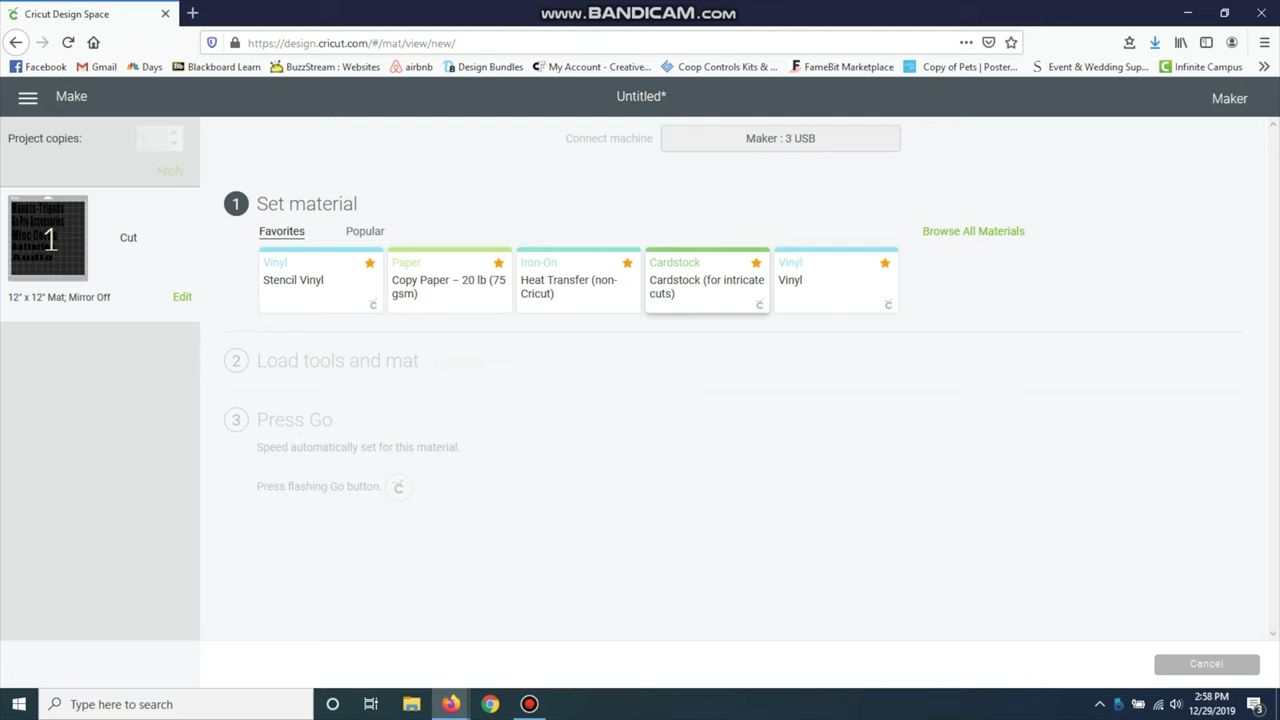 www.BANDICAM.com
Cricut Design Space
https://design.cricut.com/#/mat/view/new/
Facebook
Gmail
Days
Blackboard Learn
BuzzStream : Websites
airbnb
Design Bundles
My Account - Creative...
Coop Controls Kits & ...
FameBit Marketplace
Copy of Pets | Poster...
Event & Wedding Sup...
Infinite Campus
Make
Untitled*
Maker
Project copies:
Apply
Connect machine
Maker : 3 USB
1
Cut
12" x 12" Mat; Mirror Off
Edit
1 Set material
Favorites
Popular
Browse All Materials
Vinyl
Stencil Vinyl
Paper
Copy Paper – 20 lb (75
gsm)
Iron-On
Heat Transfer (non-
Cricut)
Cardstock
Cardstock (for intricate
cuts)
Vinyl
Vinyl
2 Load tools and mat
3 Press Go
Speed automatically set for this material.
Press flashing Go button.
Cancel
Type here to search
2:58 PM
12/29/2019
3